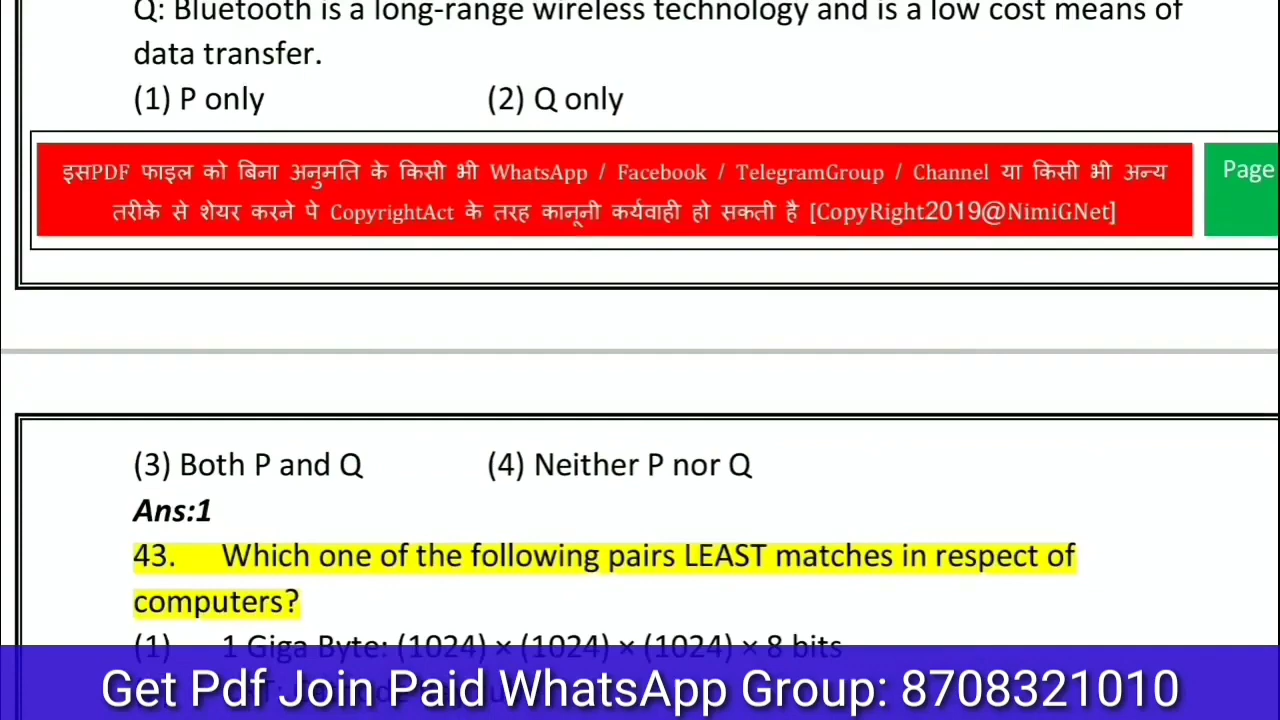 Q: Bluetooth is a long-range wireless technology and is a low cost means of
data transfer.
(1) P only (2) Q only
इसPDF फाइल को बिना अनुमति के किसी भी WhatsApp / Facebook / TelegramGroup / Channel या किसी भी अन्य
तरीके से शेयर करने पे CopyrightAct के तरह कानूनी कर्यवाही हो सकती है [CopyRight2019@NimiGNet]
Page
(3) Both P and Q (4) Neither P nor Q
Ans:1
43. Which one of the following pairs LEAST matches in respect of
computers?
(1) 1 Giga Byte: (1024) × (1024) × (1024) × 8 bits
Get Pdf Join Paid WhatsApp Group: 8708321010